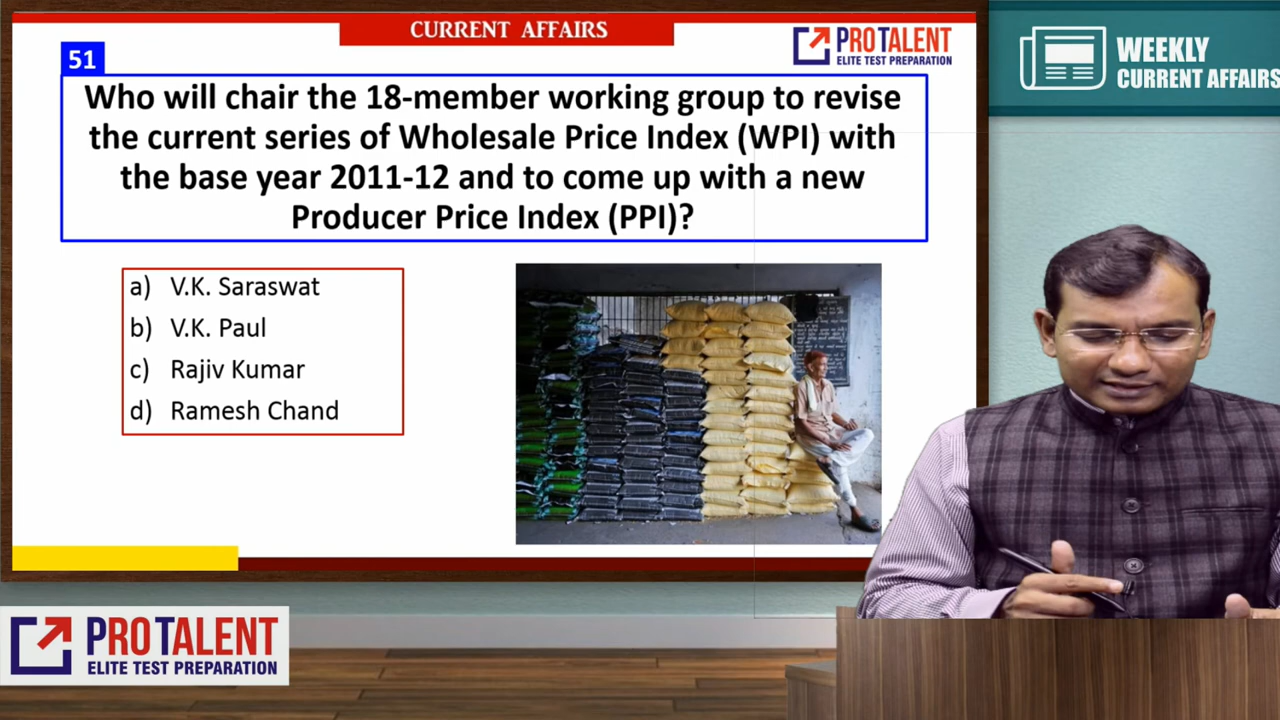 CURRENT AFFAIRS
PROTALENT
ELITE TEST PREPARATION
WEEKLY
CURRENT AFFAIRS
51
Who will chair the 18-member working group to revise
the current series of Wholesale Price Index (WPI) with
the base year 2011-12 and to come up with a new
Producer Price Index (PPI)?
a) V.K. Saraswat
b) V.K. Paul
c) Rajiv Kumar
d) Ramesh Chand
PROTALENT
ELITE TEST PREPARATION